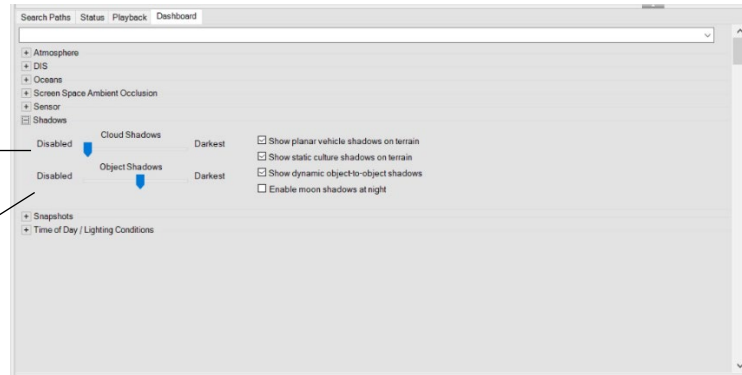 Search Paths Status Playback Dashboard
Atmosphere
DIS
Oceans
Screen Space Ambient Occlusion
Sensor
Shadows
Cloud Shadows
Disabled Darkest
Object Shadows
Disabled Darkest
Show planar vehicle shadows on terrain
Show static culture shadows on terrain
Show dynamic object-to-object shadows
Enable moon shadows at night
Snapshots
Time of Day / Lighting Conditions